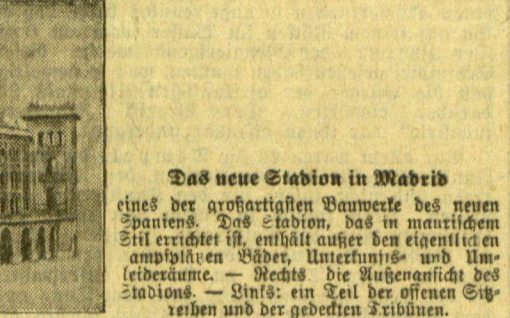 Das neue Stadion in Madrid
eines der großartigsten Bauwerke des neuen
Spaniens. Das Stadion, das in maurischem
Stil errichtet ist, enthält außer den eigentlichen
ampfplätzen Bäder, Unterkunfts- und Um-
leideräume. — Rechts die Außenansicht des
Stadions. — Links: ein Teil der offenen Sitz-
reihen und der gedeckten Tribünen.